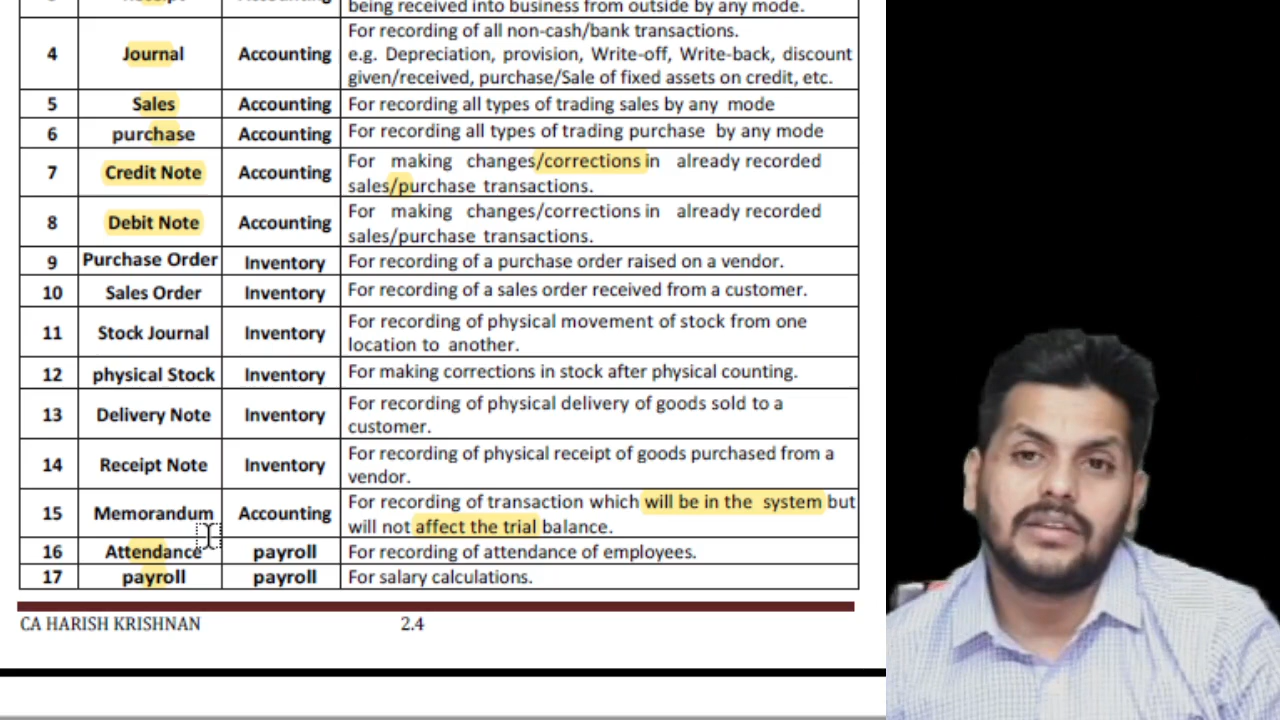 being received into business from outside by any mode.
4 Journal Accounting For recording of all non-cash/bank transactions.
e.g. Depreciation, provision, Write-off, Write-back, discount
given/received, purchase/Sale of fixed assets on credit, etc.
5 Sales Accounting For recording all types of trading sales by any mode
6 purchase Accounting For recording all types of trading purchase by any mode
7 Credit Note Accounting For making changes/corrections in already recorded
sales/purchase transactions.
8 Debit Note Accounting For making changes/corrections in already recorded
sales/purchase transactions.
9 Purchase Order Inventory For recording of a purchase order raised on a vendor.
10 Sales Order Inventory For recording of a sales order received from a customer.
11 Stock Journal Inventory For recording of physical movement of stock from one
location to another.
12 physical Stock Inventory For making corrections in stock after physical counting.
13 Delivery Note Inventory For recording of physical delivery of goods sold to a
customer.
14 Receipt Note Inventory For recording of physical receipt of goods purchased from a
vendor.
15 Memorandum Accounting For recording of transaction which will be in the system but
will not affect the trial balance.
16 Attendance payroll For recording of attendance of employees.
17 payroll payroll For salary calculations.
CA HARISH KRISHNAN 2.4